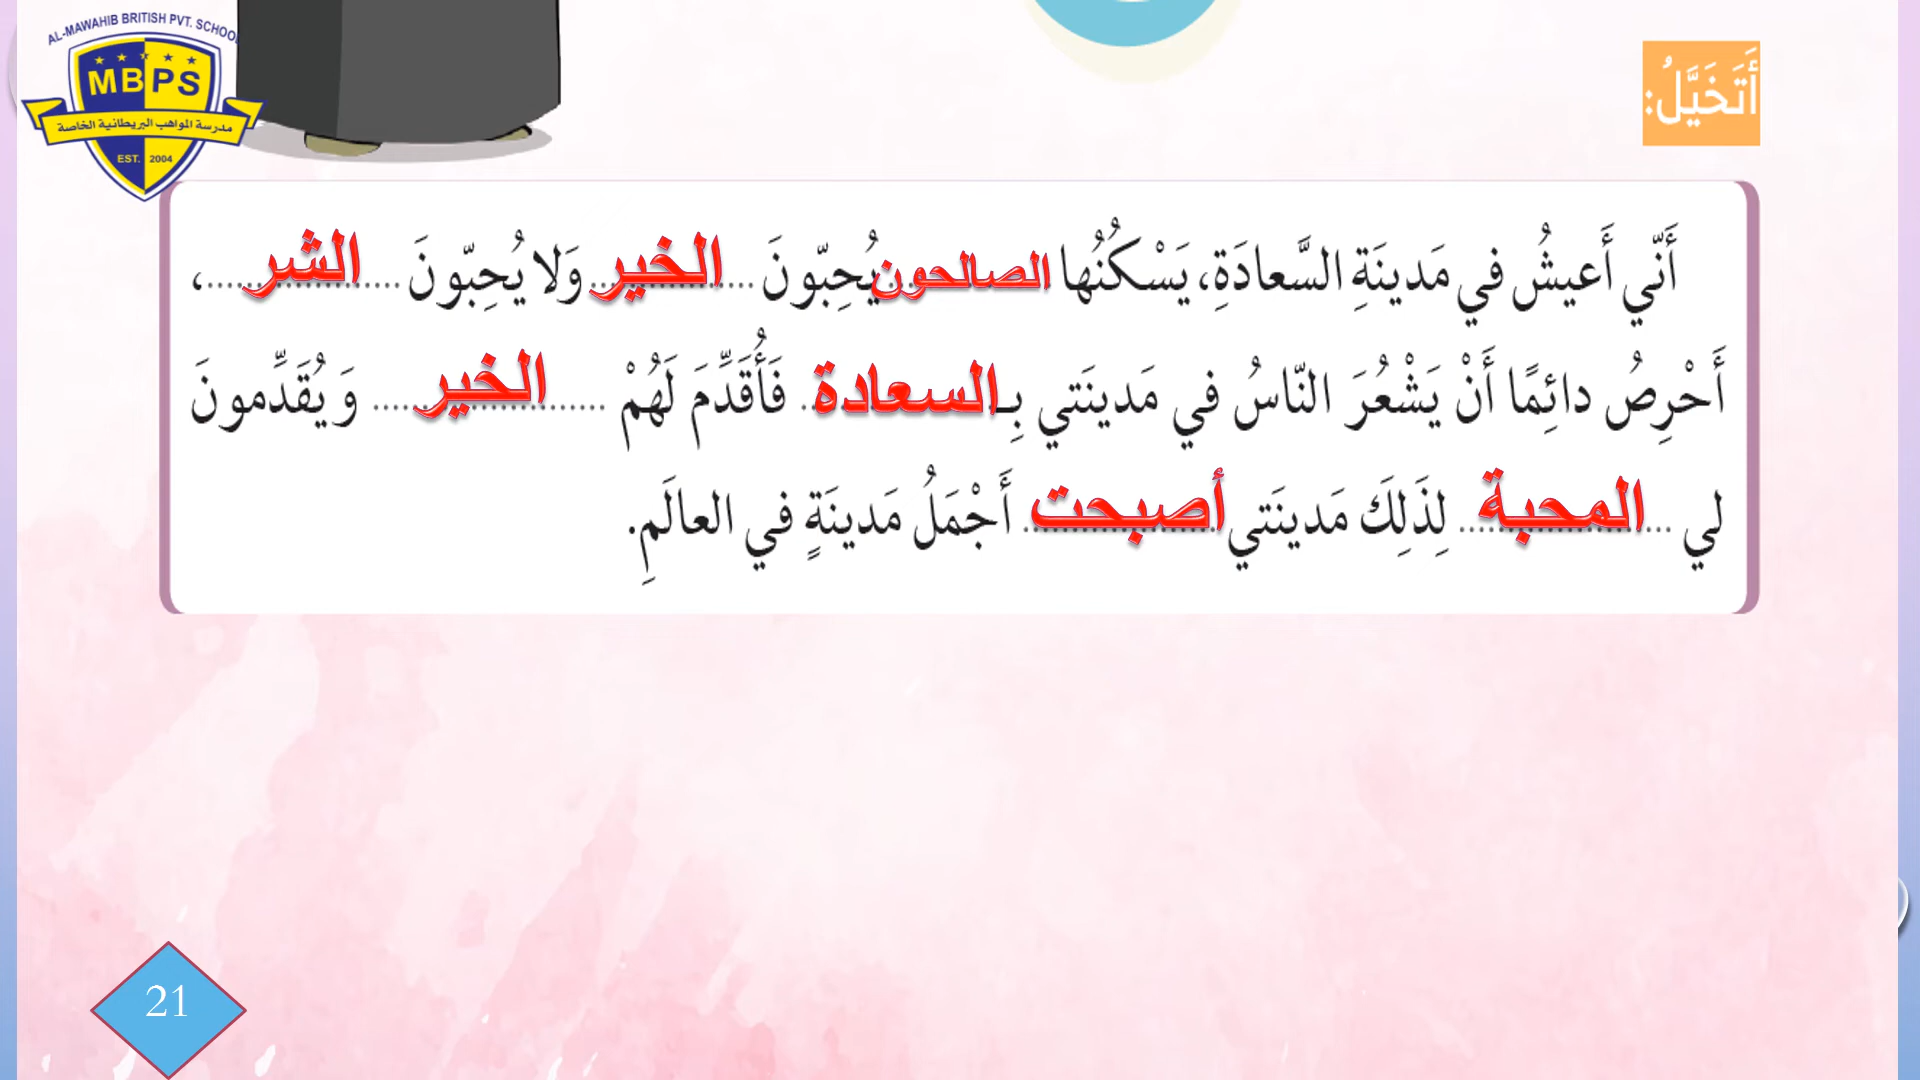 AL-MAWAHIB BRITISH PVT. SCHOOL
MBPS
مدرسة المواهب البريطانية الخاصة
EST. 2004
أَتَخَيَّلُ:
أَنّي أَعيشُ في مَدينَةِ السَّعادَةِ، يَسْكُنُها الصالحون يُحِبّونَ الخير وَلا يُحِبّونَ الشر ،
أَحْرِصُ دائِمًا أَنْ يَشْعُرَ النّاسُ في مَدينَتي بِـ السعادة فَأُقَدِّمَ لَهُمْ الخير وَ يُقَدِّمونَ
لي المحبة لِذَلِكَ مَدينَتي أصبحت أَجْمَلُ مَدينَةٍ في العالَمِ.
21